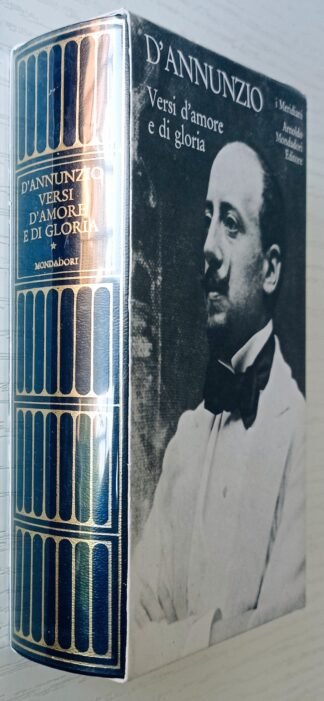 D'ANNUNZIO
VERSI
D'AMORE
E DI GLORIA
*
MONDADORI
D'ANNUNZIO
Versi d'amore
e di gloria
i Meridiani
Arnoldo
Mondadori
Editore